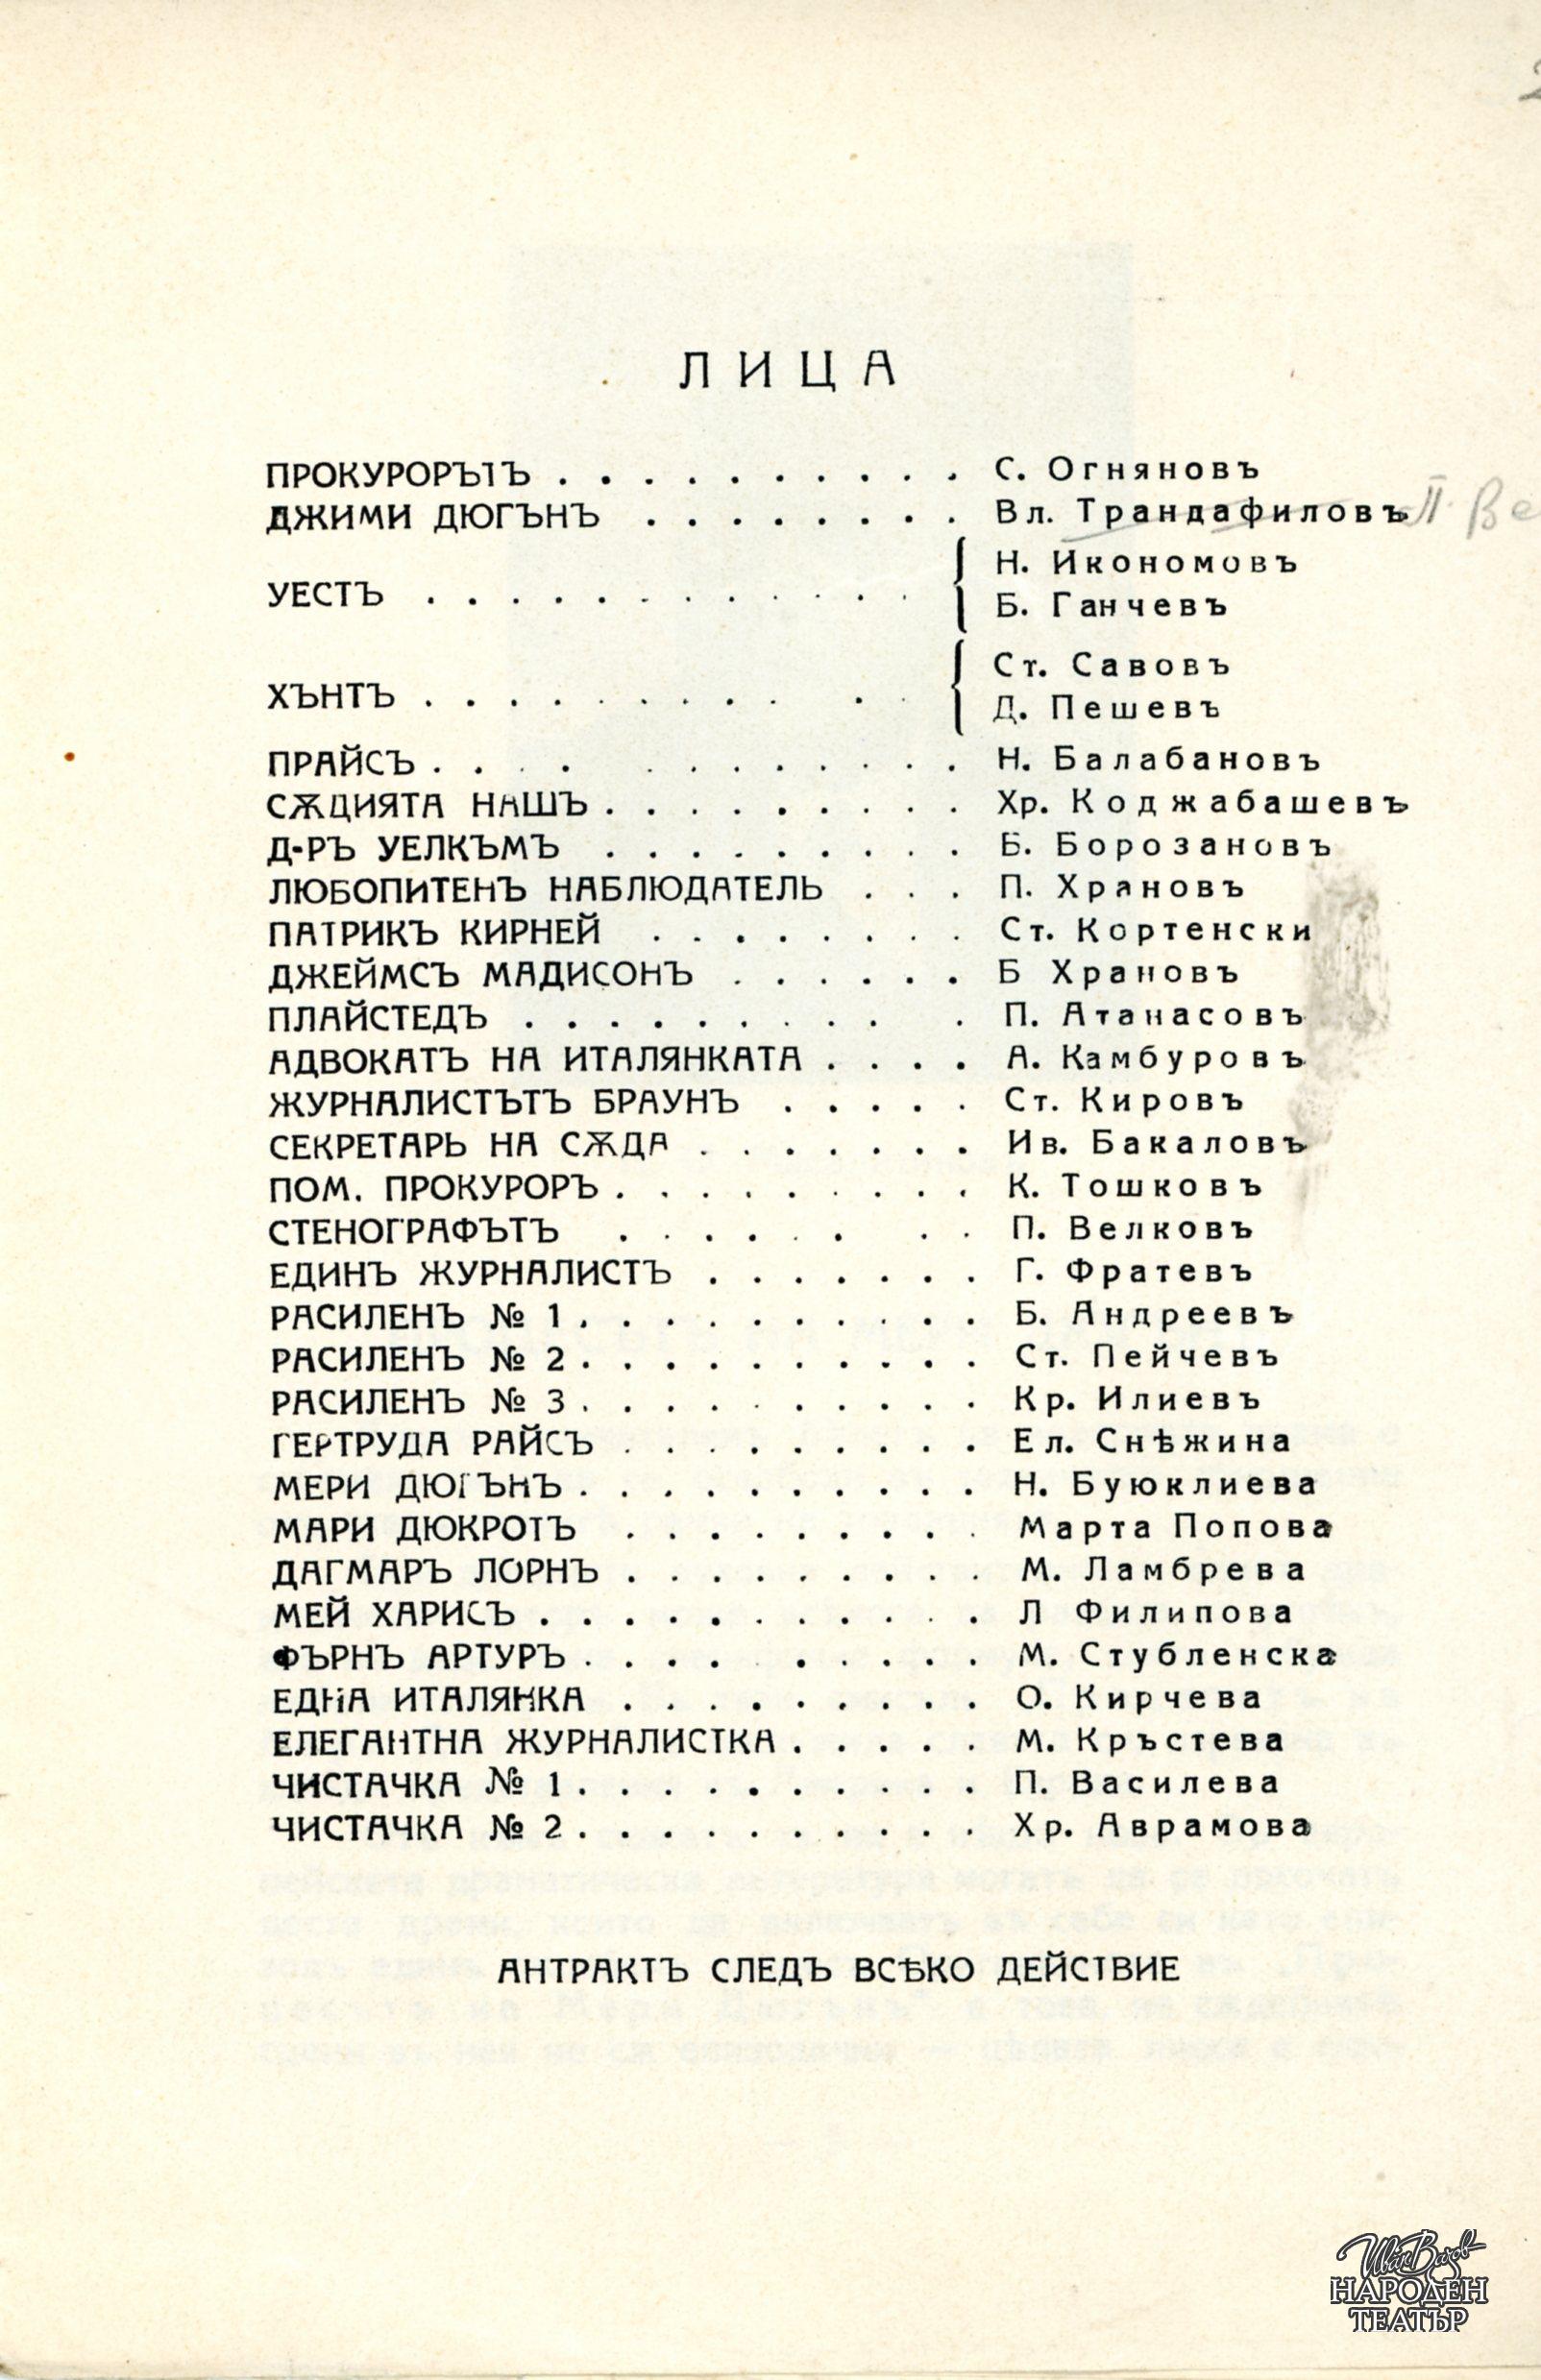 ЛИЦА
ПРОКУРОРЪТЪ . . . . . . . . . . С. Огняновъ
ДЖИМИ ДЮГЪНЪ . . . . . . . . Вл. Трандафиловъ П.
УЕСТЪ . . . . . . . . . . . . { Н. Икономовъ
Б. Ганчевъ
ХЪНТЪ . . . . . . . . . . . { Ст. Савовъ
Д. Пешевъ
ПРАЙСЪ . . . . . . . . . . . . Н. Балабановъ
СѪДИЯТА НАШЪ . . . . . . . . . Хр. Коджабашевъ
Д-РЪ УЕЛКЪМЪ . . . . . . . . . Б. Борозановъ
ЛЮБОПИТЕНЪ НАБЛЮДАТЕЛЬ . . . П. Храновъ
ПАТРИКЪ КИРНЕЙ . . . . . . . . Ст. Кортенски
ДЖЕЙМСЪ МАДИСОНЪ . . . . . . Б Храновъ
ПЛАЙСТЕДЪ . . . . . . . . . . П. Атанасовъ
АДВОКАТЪ НА ИТАЛЯНКАТА . . . . А. Камбуровъ
ЖУРНАЛИСТЪТЪ БРАУНЪ . . . . . Ст. Кировъ
СЕКРЕТАРЬ НА СѪДА . . . . . . . Ив. Бакаловъ
ПОМ. ПРОКУРОРЪ . . . . . . . . . К. Тошковъ
СТЕНОГРАФЪТЪ . . . . . . . . П. Велковъ
ЕДИНЪ ЖУРНАЛИСТЪ . . . . . . . Г. Фратевъ
РАСИЛЕНЪ № 1 . . . . . . . . . . Б. Андреевъ
РАСИЛЕНЪ № 2 . . . . . . . . . . Ст. Пейчевъ
РАСИЛЕНЪ № 3 . . . . . . . . . . Кр. Илиевъ
ГЕРТРУДА РАЙСЪ . . . . . . . . . Ел. Снѣжина
МЕРИ ДЮГЪНЪ . . . . . . . . . . Н. Буюклиева
МАРИ ДЮКРОТЪ . . . . . . . . . Марта Попова
ДАГМАРЪ ЛОРНЪ . . . . . . . . . М. Ламбрева
МЕЙ ХАРИСЪ . . . . . . . . . . . Л Филипова
ФЪРНЪ АРТУРЪ . . . . . . . . . М. Стубленска
ЕДНА ИТАЛЯНКА . . . . . . . . . О. Кирчева
ЕЛЕГАНТНА ЖУРНАЛИСТКА . . . . . М. Кръстева
ЧИСТАЧКА № 1 . . . . . . . . . . П. Василева
ЧИСТАЧКА № 2 . . . . . . . . . . Хр. Аврамова
АНТРАКТЪ СЛЕДЪ ВСѢКО ДЕЙСТВИЕ
Иван Вазов
НАРОДЕН
ТЕАТЪР